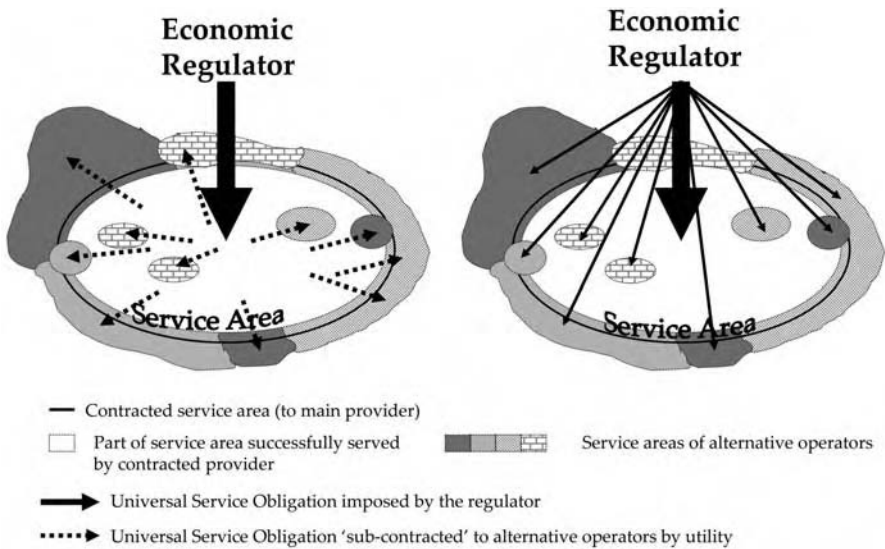 Economic
Regulator
Economic
Regulator
Service Area
Service Area
Contracted service area (to main provider)
Part of service area successfully served
by contracted provider
Service areas of alternative operators
Universal Service Obligation imposed by the regulator
Universal Service Obligation ‘sub-contracted’ to alternative operators by utility